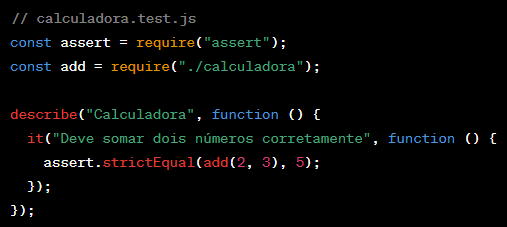 // calculadora.test.js
const assert = require("assert");
const add = require("./calculadora");
describe("Calculadora", function () {
  it("Deve somar dois números corretamente", function () {
    assert.strictEqual(add(2, 3), 5);
  });
});